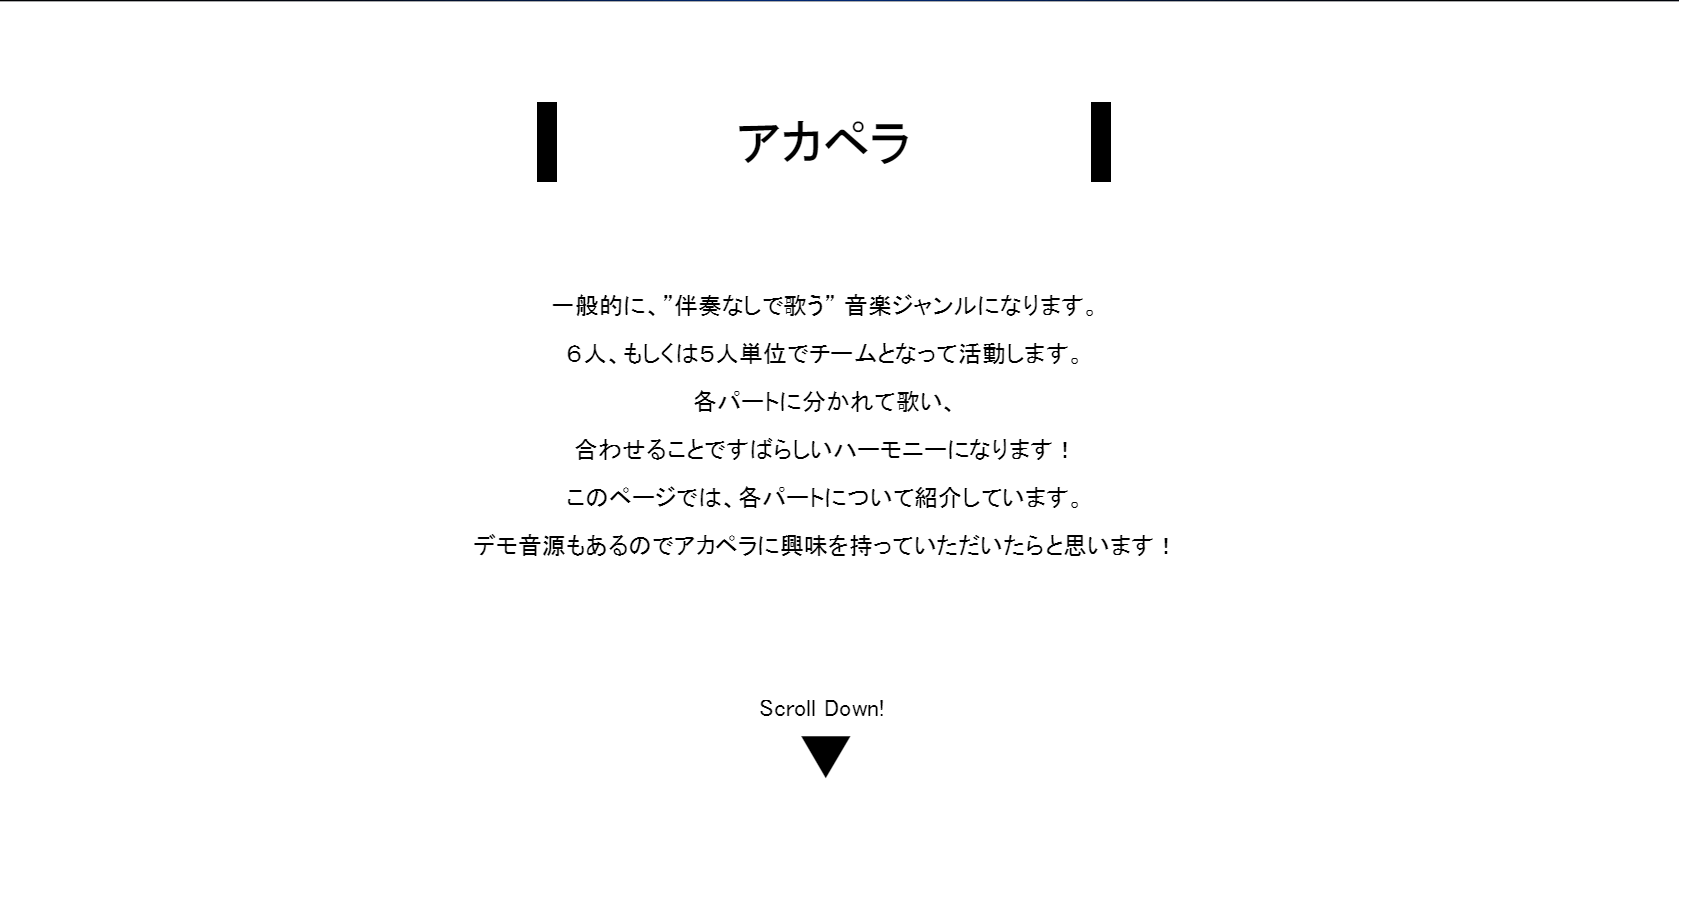 アカペラ
一般的に、”伴奏なしで歌う” 音楽ジャンルになります。
６人、もしくは５人単位でチームとなって活動します。
各パートに分かれて歌い、
合わせることですばらしいハーモニーになります！
このページでは、各パートについて紹介しています。
デモ音源もあるのでアカペラに興味を持っていただいたらと思います！
Scroll Down!